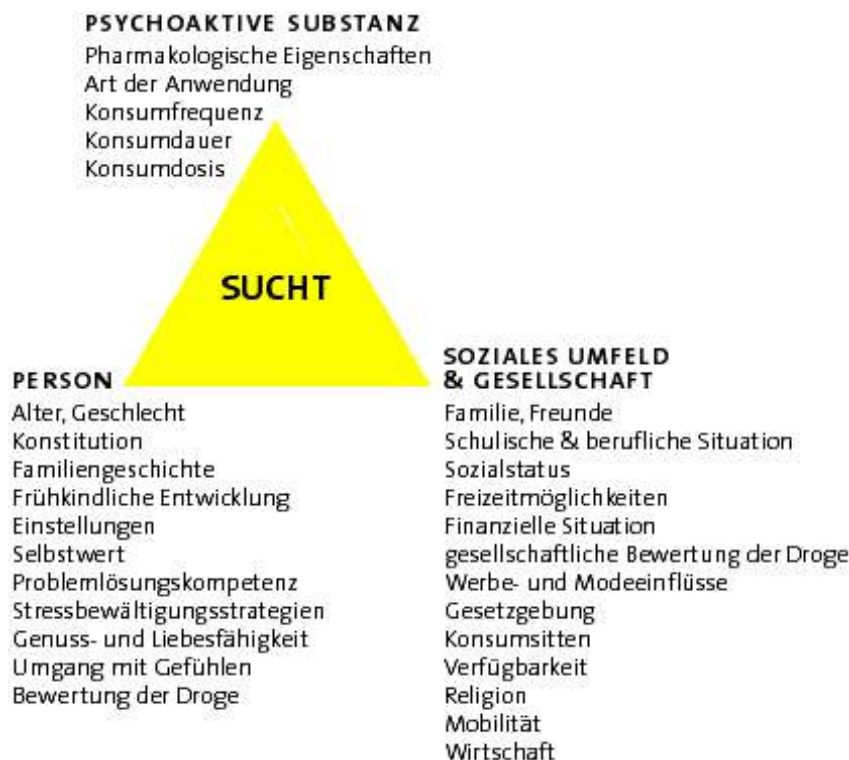 PSYCHOAKTIVE SUBSTANZ
Pharmakologische Eigenschaften
Art der Anwendung
Konsumfrequenz
Konsumdauer
Konsumdosis
SUCHT
PERSON
Alter, Geschlecht
Konstitution
Familiengeschichte
Frühkindliche Entwicklung
Einstellungen
Selbstwert
Problemlösungskompetenz
Stressbewältigungsstrategien
Genuss- und Liebesfähigkeit
Umgang mit Gefühlen
Bewertung der Droge
SOZIALES UMFELD
& GESELLSCHAFT
Familie, Freunde
Schulische & berufliche Situation
Sozialstatus
Freizeitmöglichkeiten
Finanzielle Situation
gesellschaftliche Bewertung der Droge
Werbe- und Modeeinflüsse
Gesetzgebung
Konsumsitten
Verfügbarkeit
Religion
Mobilität
Wirtschaft